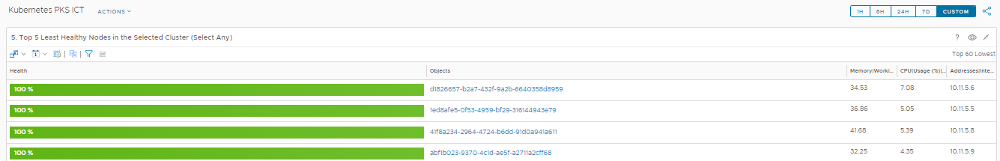 Kubernetes PKS ICT ACTIONS 1H 6H 24H 7D CUSTOM
5. Top 5 Least Healthy Nodes in the Selected Cluster (Select Any) ?
1 Top 60 Lowest
Health Objects Memory|Worki... CPU|Usage (%)|... Addresses|Inte...
100 % d1826657-b2a7-432f-9a2b-6640358d8959 34.53 7.08 10.11.5.6
100 % 1ed8afe5-0f53-4959-bf29-316144943e79 36.86 5.05 10.11.5.5
100 % 41f8a234-2964-4724-b6dd-91d0a941a611 41.68 5.39 10.11.5.8
100 % abf1b023-9370-4c1d-ae5f-a2711a2cff68 32.25 4.35 10.11.5.9